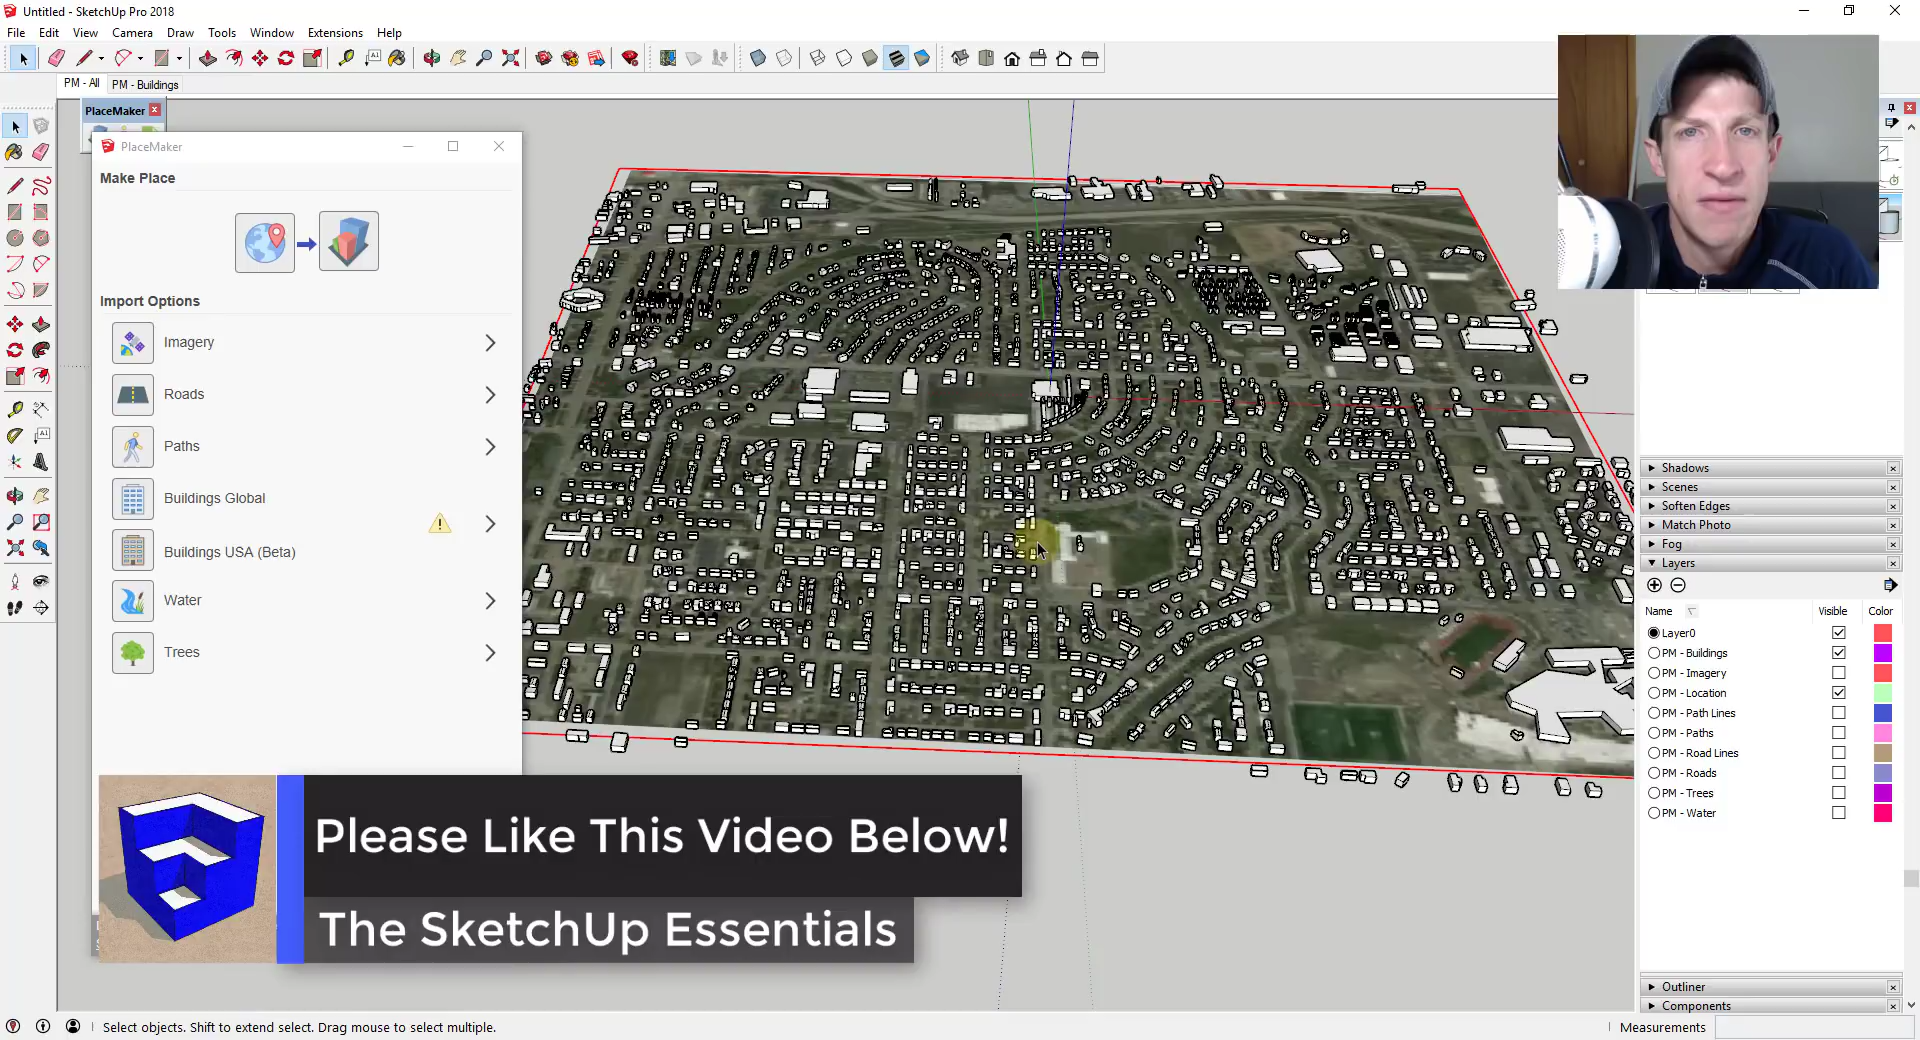 Untitled - SketchUp Pro 2018
File Edit View Camera Draw Tools Window Extensions Help
PM - All PM - Buildings
PlaceMaker
PlaceMaker
Make Place
Import Options
Imagery
Roads
Paths
Buildings Global
Buildings USA (Beta)
Water
Trees
Please Like This Video Below!
The SketchUp Essentials
Shadows
Scenes
Soften Edges
Match Photo
Fog
Layers
Name Visible Color
Layer0
PM - Buildings
PM - Imagery
PM - Location
PM - Path Lines
PM - Paths
PM - Road Lines
PM - Roads
PM - Trees
PM - Water
Outliner
Components
Select objects. Shift to extend select. Drag mouse to select multiple.
Measurements